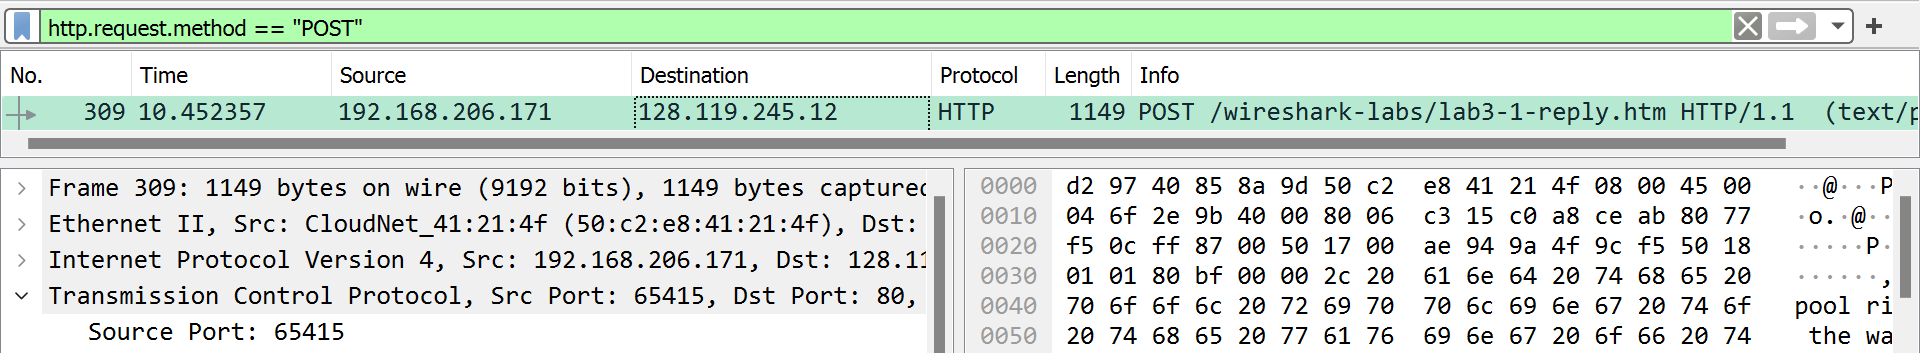 http.request.method == "POST"
No. Time Source Destination Protocol Length Info
309 10.452357 192.168.206.171 128.119.245.12 HTTP 1149 POST /wireshark-labs/lab3-1-reply.htm HTTP/1.1 (text/p
Frame 309: 1149 bytes on wire (9192 bits), 1149 bytes captured
Ethernet II, Src: CloudNet_41:21:4f (50:c2:e8:41:21:4f), Dst:
Internet Protocol Version 4, Src: 192.168.206.171, Dst: 128.11
Transmission Control Protocol, Src Port: 65415, Dst Port: 80,
Source Port: 65415
0000 d2 97 40 85 8a 9d 50 c2 e8 41 21 4f 08 00 45 00 ··@···P
0010 04 6f 2e 9b 40 00 80 06 c3 15 c0 a8 ce ab 80 77 ·o.·@··
0020 f5 0c ff 87 00 50 17 00 ae 94 9a 4f 9c f5 50 18 ·····P·
0030 01 01 80 bf 00 00 2c 20 61 6e 64 20 74 68 65 20 ······,
0040 70 6f 6f 6c 20 72 69 70 70 6c 69 6e 67 20 74 6f pool ri
0050 20 74 68 65 20 77 61 76 69 6e 67 20 6f 66 20 74 the wa